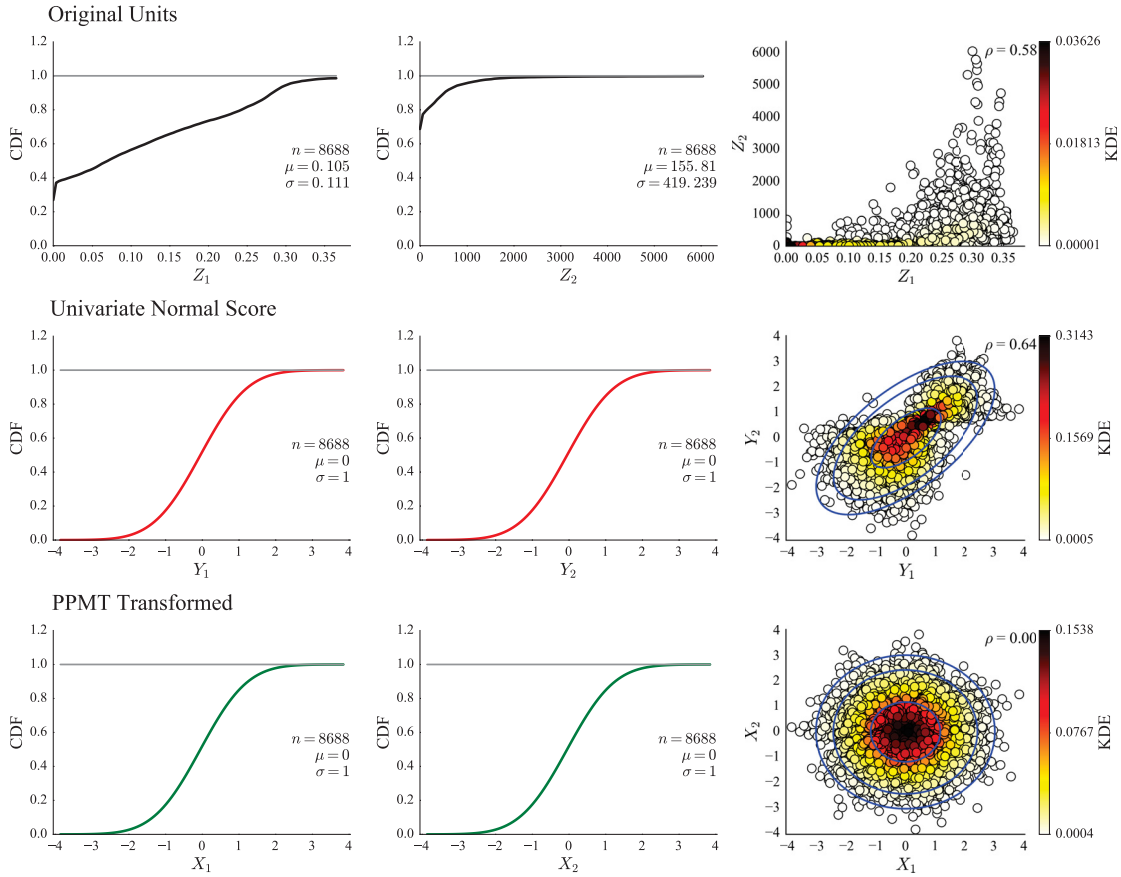 Original Units
1.2
1.0
0.8
0.6
0.4
0.2
0.0
CDF
n = 8688
μ = 0.105
σ = 0.111
0.00 0.05 0.10 0.15 0.20 0.25 0.30 0.35
Z1
1.2
1.0
0.8
0.6
0.4
0.2
0.0
CDF
n = 8688
μ = 155.81
σ = 419.239
0 1000 2000 3000 4000 5000 6000
Z2
6000
5000
4000
3000
2000
1000
0
Z2
ρ = 0.58
0.00 0.05 0.10 0.15 0.20 0.25 0.30 0.35
Z1
0.03626
0.01813
0.00001
KDE
Univariate Normal Score
1.2
1.0
0.8
0.6
0.4
0.2
0.0
CDF
n = 8688
μ = 0
σ = 1
−4 −3 −2 −1 0 1 2 3 4
Y1
1.2
1.0
0.8
0.6
0.4
0.2
0.0
CDF
n = 8688
μ = 0
σ = 1
−4 −3 −2 −1 0 1 2 3 4
Y2
4
3
2
1
0
−1
−2
−3
−4
Y2
ρ = 0.64
−4 −3 −2 −1 0 1 2 3 4
Y1
0.3143
0.1569
0.0005
KDE
PPMT Transformed
1.2
1.0
0.8
0.6
0.4
0.2
0.0
CDF
n = 8688
μ = 0
σ = 1
−4 −3 −2 −1 0 1 2 3 4
X1
1.2
1.0
0.8
0.6
0.4
0.2
0.0
CDF
n = 8688
μ = 0
σ = 1
−4 −3 −2 −1 0 1 2 3 4
X2
4
3
2
1
0
−1
−2
−3
−4
X2
ρ = 0.00
−4 −3 −2 −1 0 1 2 3 4
X1
0.1538
0.0767
0.0004
KDE